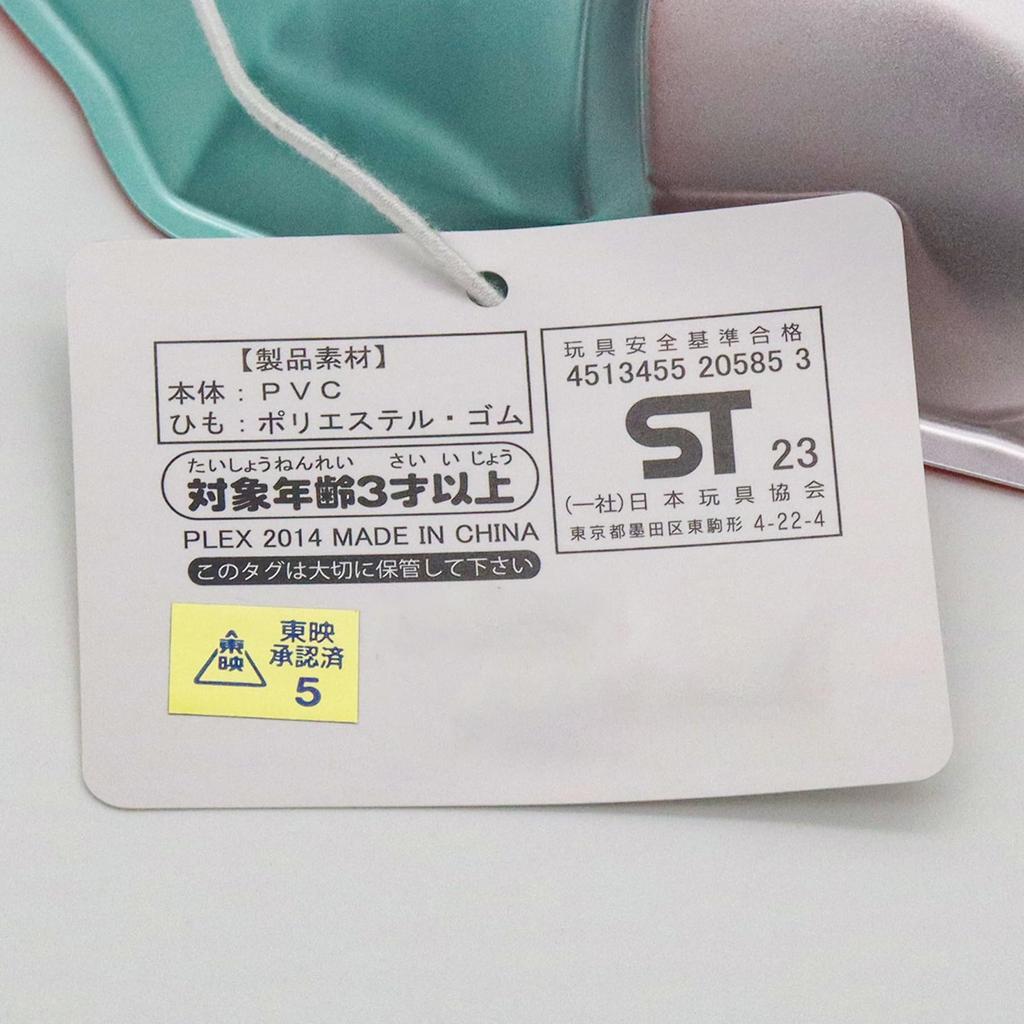 【製品素材】
本体：PVC
ひも：ポリエステル・ゴム
たいしょうねんれい さい い じょう
対象年齢3才以上
PLEX 2014 MADE IN CHINA
このタグは大切に保管して下さい
玩具安全基準合格
4513455 20585 3
ST 23
(一社)日本玩具協会
東京都墨田区東駒形 4-22-4
東映
東映
承認済
5